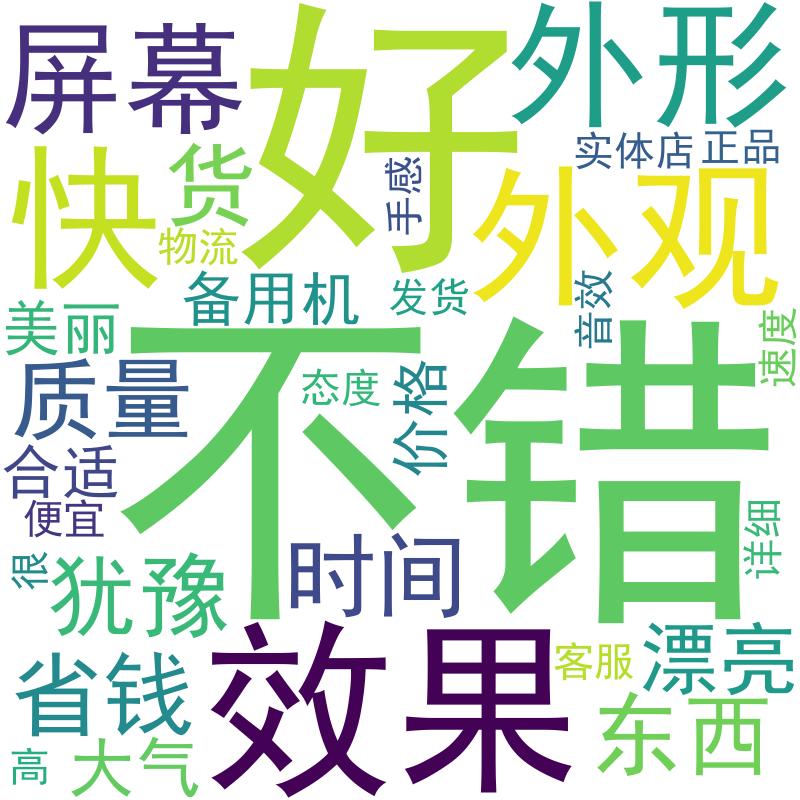 屏幕
好
外形
实体店
正品
快
货
手感
外观
物流
备用机
发货
音效
美丽
不错
速度
质量
态度
价格
合适
便宜
详细
很
犹豫
时间
效果
省钱
客服
漂亮
东西
高
大气